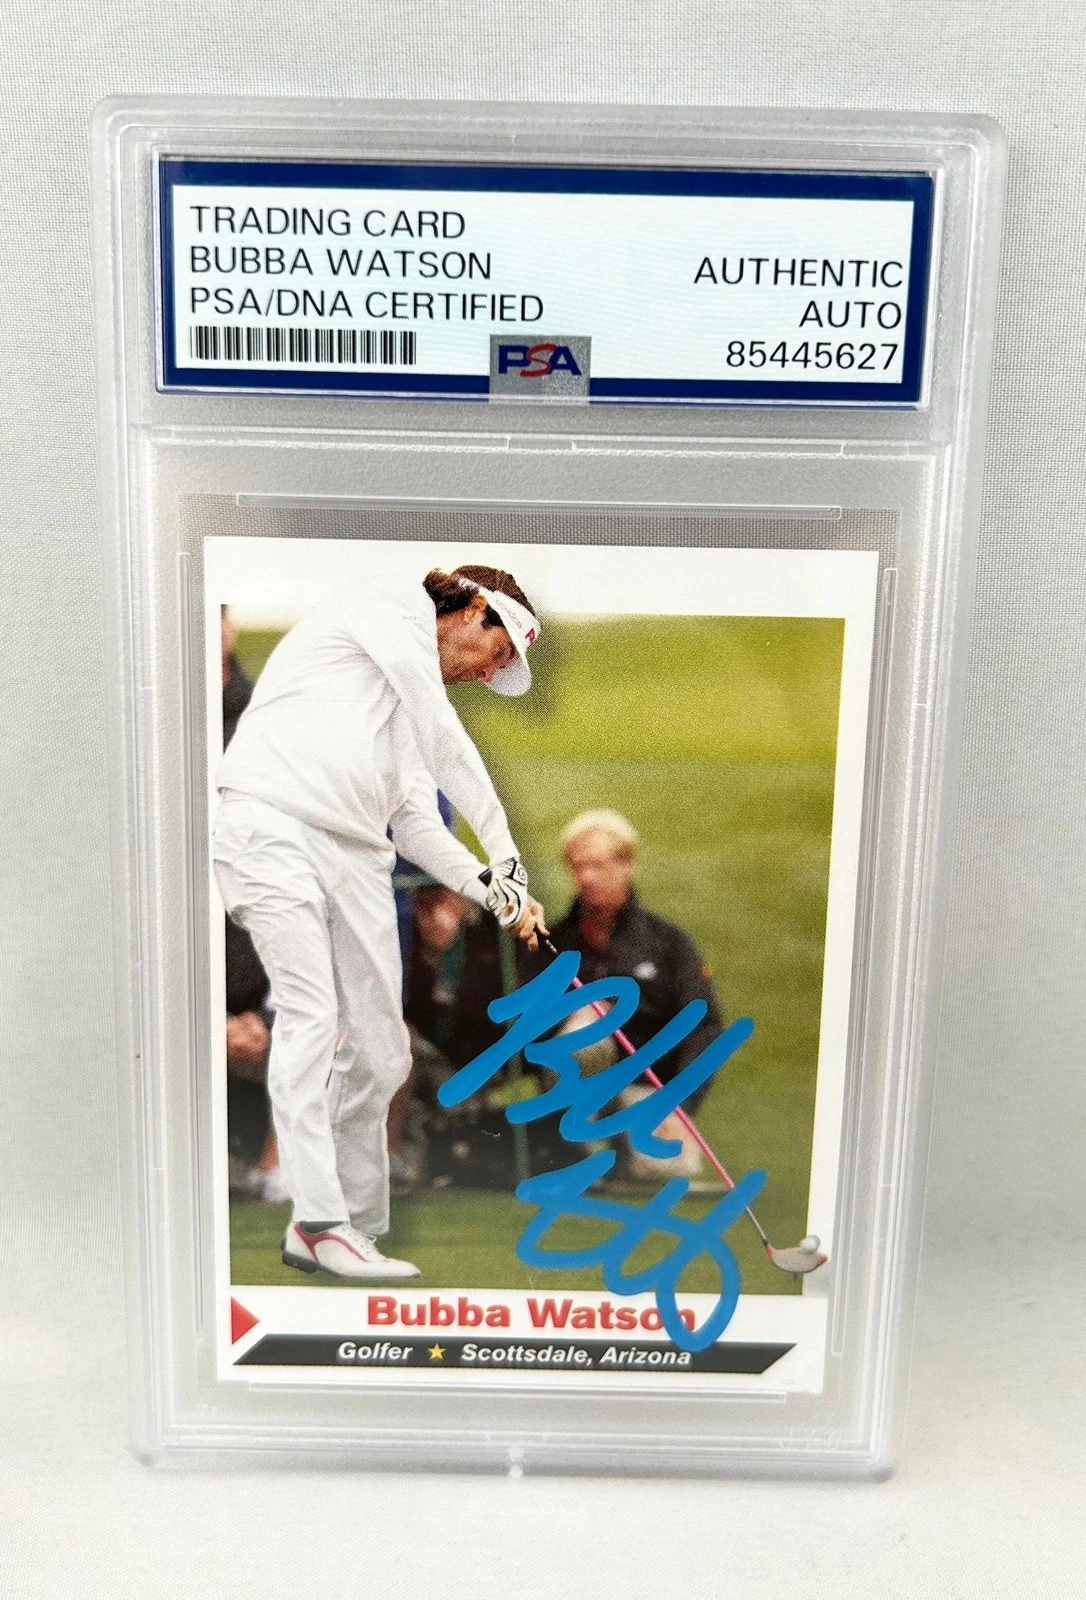 TRADING CARD
BUBBA WATSON
PSA/DNA CERTIFIED
AUTHENTIC
AUTO
85445627
PSA
Bubba Watson
Golfer ★ Scottsdale, Arizona